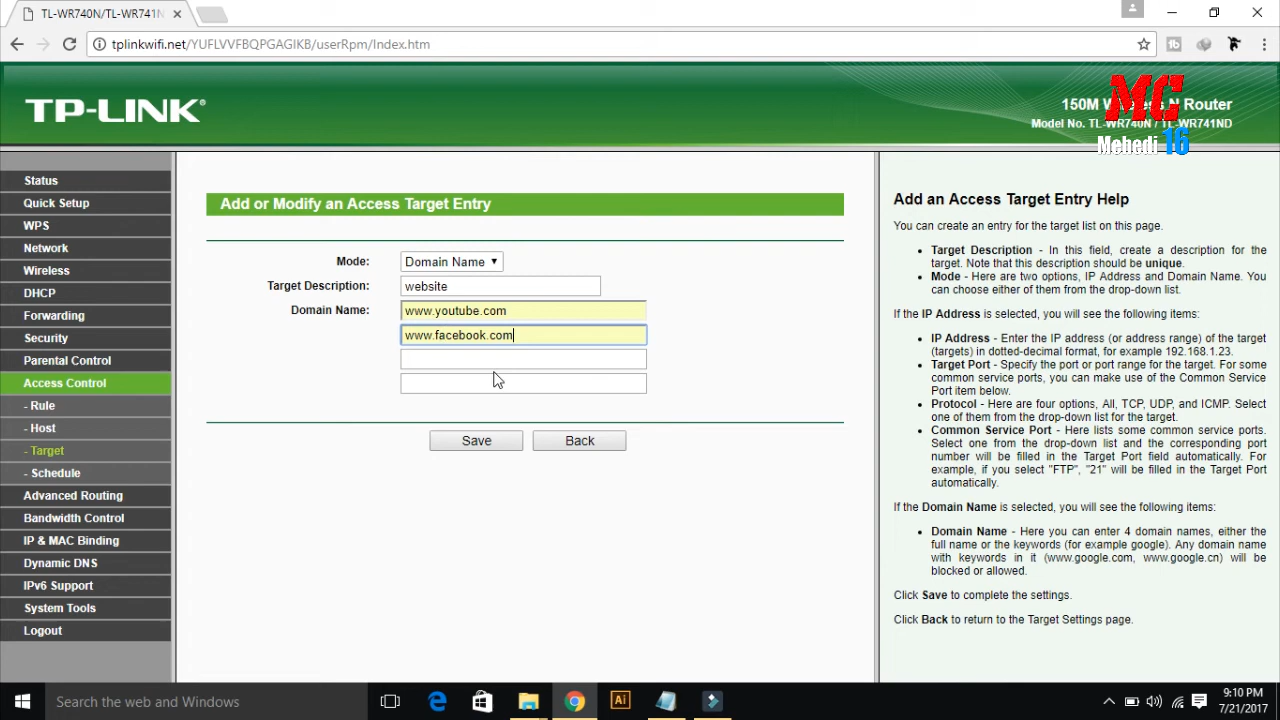 TL-WR740N/TL-WR741N
tplinkwifi.net/YUFLVVFBQPGAGIKB/userRpm/Index.htm
TP-LINK®
150M Wireless N Router
Model No. TL-WR740N / TL-WR741ND
MC
Mehedi 16
Status
Quick Setup
WPS
Network
Wireless
DHCP
Forwarding
Security
Parental Control
Access Control
- Rule
- Host
- Target
- Schedule
Advanced Routing
Bandwidth Control
IP & MAC Binding
Dynamic DNS
IPv6 Support
System Tools
Logout
Add or Modify an Access Target Entry
Mode: Domain Name
Target Description: website
Domain Name: www.youtube.com
www.facebook.com
Save Back
Add an Access Target Entry Help
You can create an entry for the target list on this page.
• Target Description - In this field, create a description for the
target. Note that this description should be unique.
• Mode - Here are two options, IP Address and Domain Name. You
can choose either of them from the drop-down list.
If the IP Address is selected, you will see the following items:
• IP Address - Enter the IP address (or address range) of the target
(targets) in dotted-decimal format, for example 192.168.1.23.
• Target Port - Specify the port or port range for the target. For some
common service ports, you can make use of the Common Service
Port item below.
• Protocol - Here are four options, All, TCP, UDP, and ICMP. Select
one of them from the drop-down list for the target.
• Common Service Port - Here lists some common service ports.
Select one from the drop-down list and the corresponding port
number will be filled in the Target Port field automatically. For
example, if you select "FTP", "21" will be filled in the Target Port
automatically.
If the Domain Name is selected, you will see the following items:
• Domain Name - Here you can enter 4 domain names, either the
full name or the keywords (for example google). Any domain name
with keywords in it (www.google.com, www.google.cn) will be
blocked or allowed.
Click Save to complete the settings.
Click Back to return to the Target Settings page.
Search the web and Windows
Ai
9:10 PM
7/21/2017